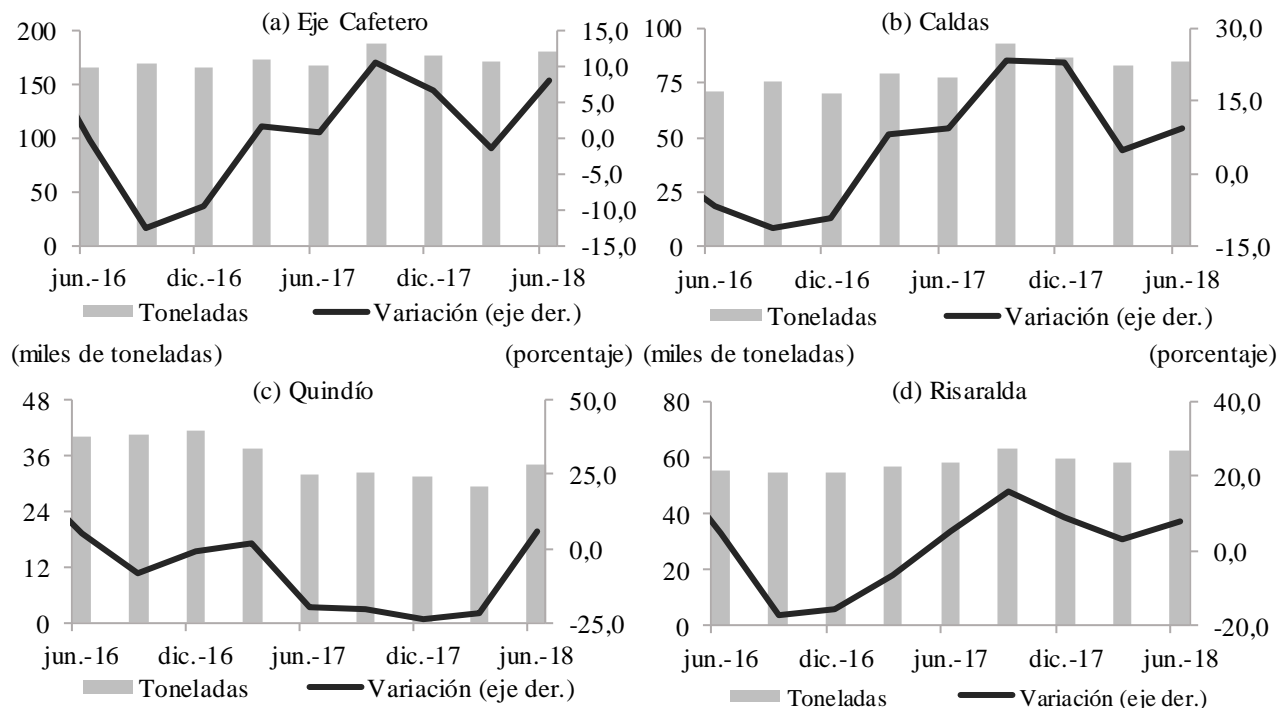 (a) Eje Cafetero
200
150
100
50
0
15,0
10,0
5,0
0,0
-5,0
-10,0
-15,0
jun.-16 dic.-16 jun.-17 dic.-17 jun.-18
Toneladas Variación (eje der.)
(b) Caldas
100
75
50
25
0
30,0
15,0
0,0
-15,0
jun.-16 dic.-16 jun.-17 dic.-17 jun.-18
Toneladas Variación (eje der.)
(miles de toneladas) (porcentaje)
(c) Quindío
48
36
24
12
0
50,0
25,0
0,0
-25,0
jun.-16 dic.-16 jun.-17 dic.-17 jun.-18
Toneladas Variación (eje der.)
(miles de toneladas) (porcentaje)
(d) Risaralda
80
60
40
20
0
40,0
20,0
0,0
-20,0
jun.-16 dic.-16 jun.-17 dic.-17 jun.-18
Toneladas Variación (eje der.)